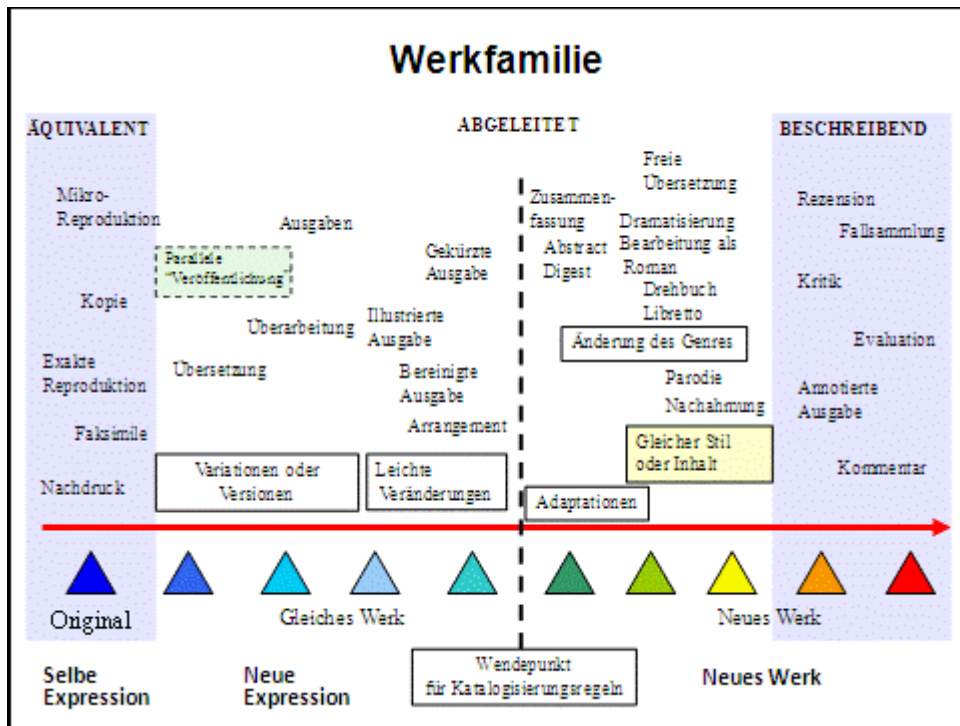 Werkfamilie
ÄQUIVALENT
ABGELEITET
BESCHREIBEND
Mikro-
Reproduktion
Kopie
Exakte
Reproduktion
Faksimile
Nachdruck
Ausgaben
Parallele
"Veröffentlichung"
Gekürzte
Ausgabe
Überarbeitung
Illustrierte
Ausgabe
Übersetzung
Bereinigte
Ausgabe
Arrangement
Variationen oder
Versionen
Leichte
Veränderungen
Freie
Übersetzung
Zusammen-
fassung
Abstract
Digest
Dramatisierung
Bearbeitung als
Roman
Drehbuch
Libretto
Änderung des Genres
Parodie
Nachahmung
Gleicher Stil
oder Inhalt
Adaptationen
Rezension
Fallsammlung
Kritik
Evaluation
Annotierte
Ausgabe
Kommentar
Original
Gleiches Werk
Neues Werk
Selbe
Expression
Neue
Expression
Wendepunkt
für Katalogisierungsregeln
Neues Werk